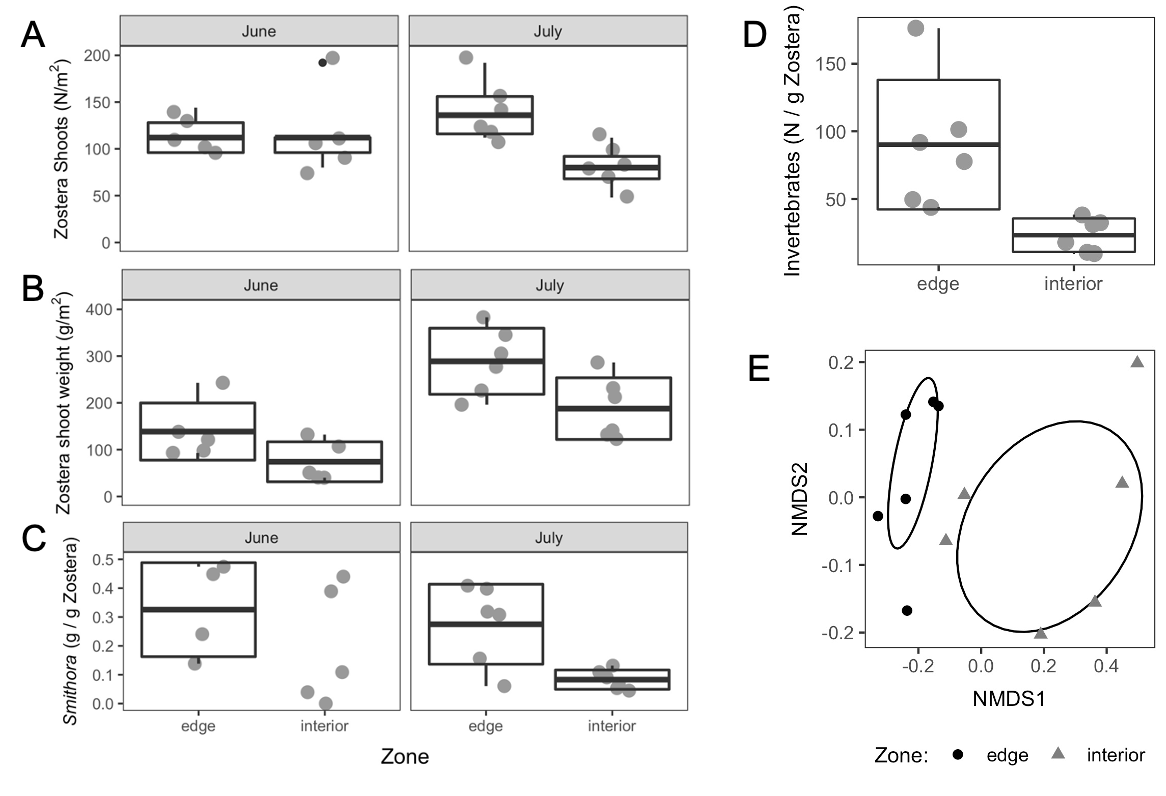 A
June
July
Zostera Shoots (N/m2)
200
150
100
50
0
B
June
July
Zostera shoot weight (g/m2)
400
300
200
100
0
C
June
July
Smithora (g / g Zostera)
0.5
0.4
0.3
0.2
0.1
0.0
edge
interior
edge
interior
Zone
D
Invertebrates (N / g Zostera)
150
100
50
edge
interior
E
NMDS2
0.2
0.1
0.0
-0.1
-0.2
-0.2
0.0
0.2
0.4
NMDS1
Zone: edge interior